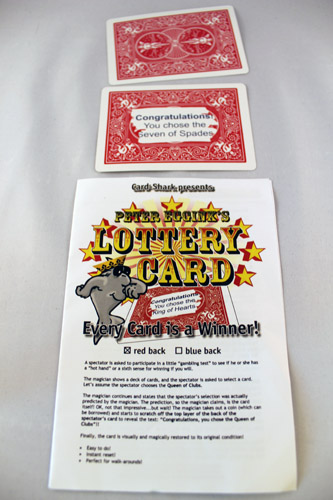 Congratulations!
You chose the
Seven of Spades
Card Shark presents
PETER EGGINK'S
LOTTERY
CARD
Congratulations!
You chose the
King of Hearts
Every Card is a Winner!
☒ red back ☐ blue back
A spectator is asked to participate in a little "gambling test" to see if he or she has
a "hot hand" or a sixth sense for winning if you will.
The magician shows a deck of cards, and the spectator is asked to select a card.
Let's assume the spectator chooses the Queen of Clubs.
The magician continues and states that the spectator's selection was actually
predicted by the magician. The prediction, so the magician claims, is the card
itself! OK, not that impressive...but wait! The magician takes out a coin (which can
be borrowed) and starts to scratch off the top layer of the back of the
spectator's card to reveal the text: "Congratulations, you chose the Queen of
Clubs"!!
Finally, the card is visually and magically restored to its original condition!
• Easy to do!
• Instant reset!
• Perfect for walk-arounds!